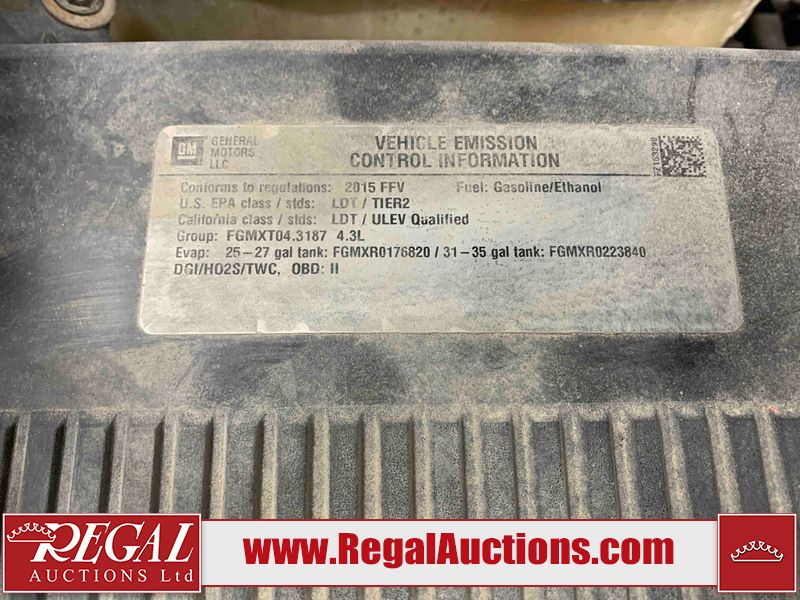 GM
GENERAL
MOTORS
LLC
VEHICLE EMISSION
CONTROL INFORMATION
Conforms to regulations: 2015 FFV Fuel: Gasoline/Ethanol
U.S. EPA class / stds: LDT / TIER2
California class / stds: LDT / ULEV Qualified
Group: FGMXT04.3187 4.3L
Evap: 25-27 gal tank: FGMXR0176820 / 31-35 gal tank: FGMXR0223840
DGI/HO2S/TWC, OBD: II
REGAL
AUCTIONS Ltd
www.RegalAuctions.com